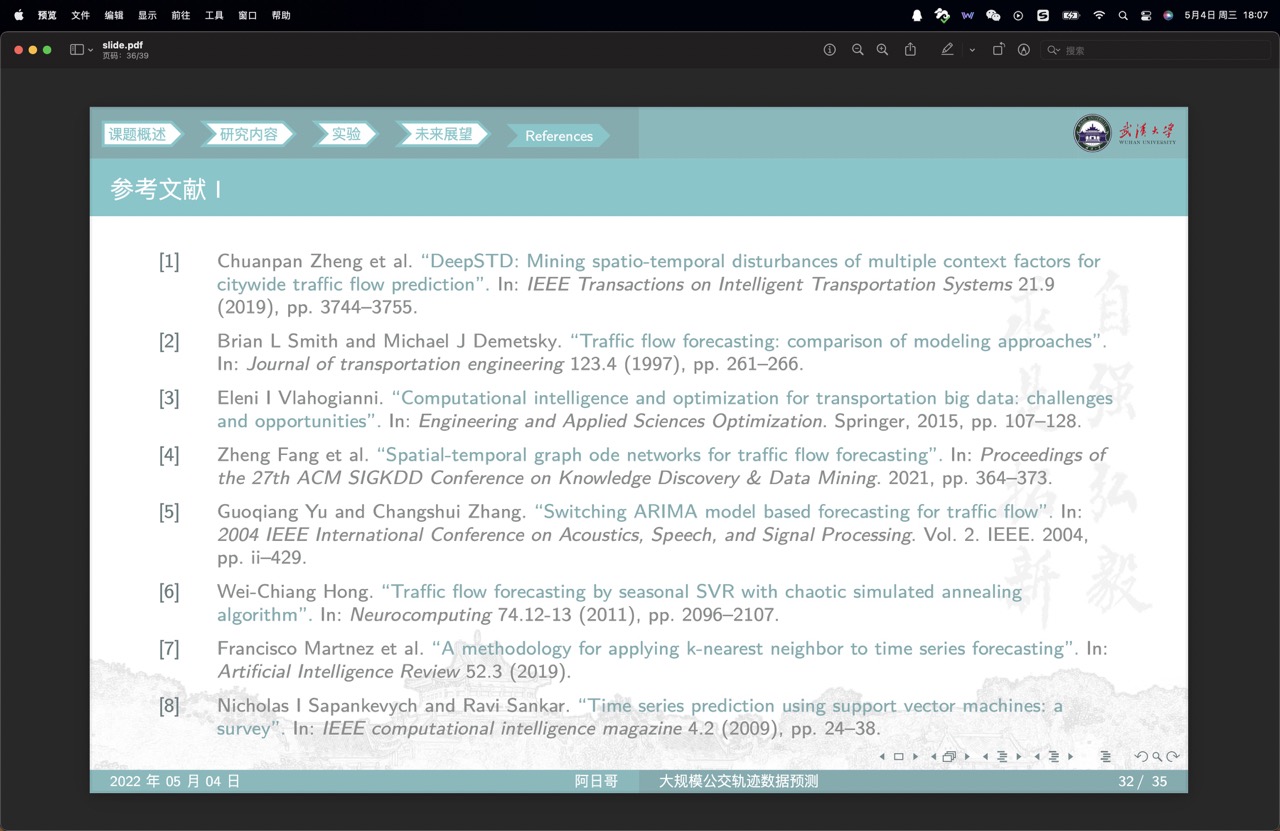 预览 文件 编辑 显示 前往 工具 窗口 帮助
5月4日 周三 18:07
slide.pdf
页码：36/39
搜索
课题概述 研究内容 实验 未来展望 References
武汉大学
WUHAN UNIVERSITY
参考文献 I
[1] Chuanpan Zheng et al. “DeepSTD: Mining spatio-temporal disturbances of multiple context factors for
citywide traffic flow prediction”. In: IEEE Transactions on Intelligent Transportation Systems 21.9
(2019), pp. 3744–3755.
[2] Brian L Smith and Michael J Demetsky. “Traffic flow forecasting: comparison of modeling approaches”.
In: Journal of transportation engineering 123.4 (1997), pp. 261–266.
[3] Eleni I Vlahogianni. “Computational intelligence and optimization for transportation big data: challenges
and opportunities”. In: Engineering and Applied Sciences Optimization. Springer, 2015, pp. 107–128.
[4] Zheng Fang et al. “Spatial-temporal graph ode networks for traffic flow forecasting”. In: Proceedings of
the 27th ACM SIGKDD Conference on Knowledge Discovery & Data Mining. 2021, pp. 364–373.
[5] Guoqiang Yu and Changshui Zhang. “Switching ARIMA model based forecasting for traffic flow”. In:
2004 IEEE International Conference on Acoustics, Speech, and Signal Processing. Vol. 2. IEEE. 2004,
pp. ii–429.
[6] Wei-Chiang Hong. “Traffic flow forecasting by seasonal SVR with chaotic simulated annealing
algorithm”. In: Neurocomputing 74.12-13 (2011), pp. 2096–2107.
[7] Francisco Martnez et al. “A methodology for applying k-nearest neighbor to time series forecasting”. In:
Artificial Intelligence Review 52.3 (2019).
[8] Nicholas I Sapankevych and Ravi Sankar. “Time series prediction using support vector machines: a
survey”. In: IEEE computational intelligence magazine 4.2 (2009), pp. 24–38.
自强
弘毅
求是
拓新
2022 年 05 月 04 日 阿日哥 大规模公交轨迹数据预测 32 / 35